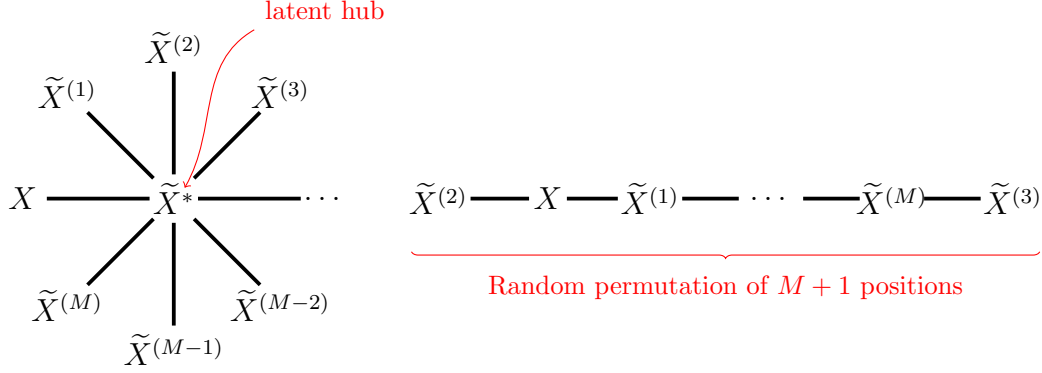 latent hub
X̃⁽²⁾
X̃⁽¹⁾ X̃⁽³⁾
X X̃* ⋯ X̃⁽²⁾ X X̃⁽¹⁾ ⋯ X̃⁽ᴹ⁾ X̃⁽³⁾
Random permutation of M + 1 positions
X̃⁽ᴹ⁾ X̃⁽ᴹ⁻²⁾
X̃⁽ᴹ⁻¹⁾